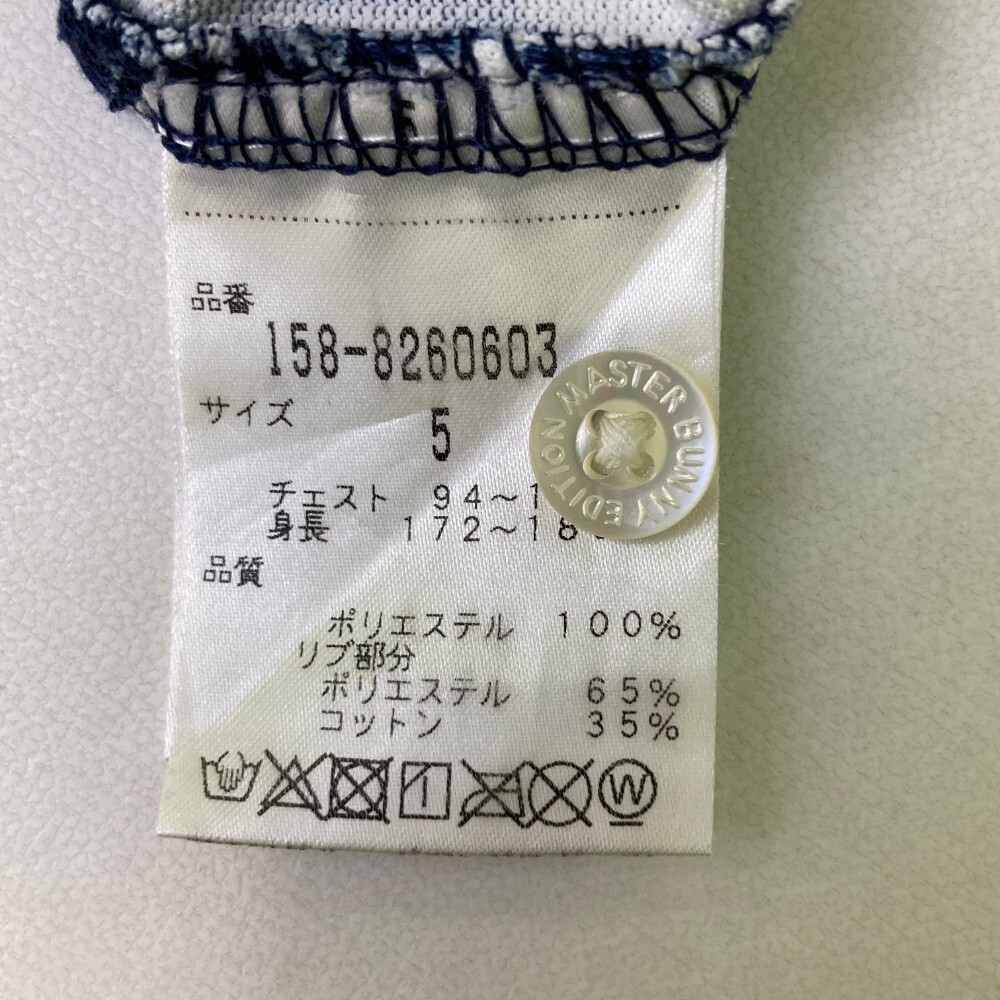 品番
158-8260603
サイズ
5
チェスト 94～1
身長 172～18
品質
ポリエステル 100%
リブ部分
ポリエステル 65%
コットン 35%
W
MASTER BUNNY EDITION